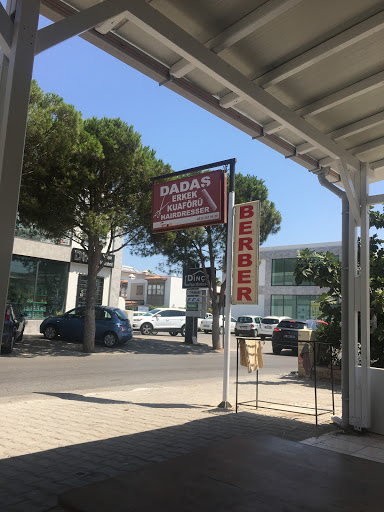 DADAŞ
ERKEK
KUAFÖRÜ
HAIRDRESSER
BERBER
DİNÇ